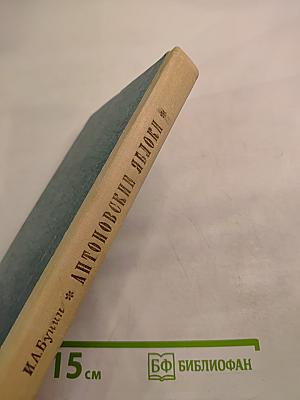 И.А.Бунин * АНТОНОВСКИЕ ЯБЛОКИ *
15 см
БФ БИБЛИОФАН